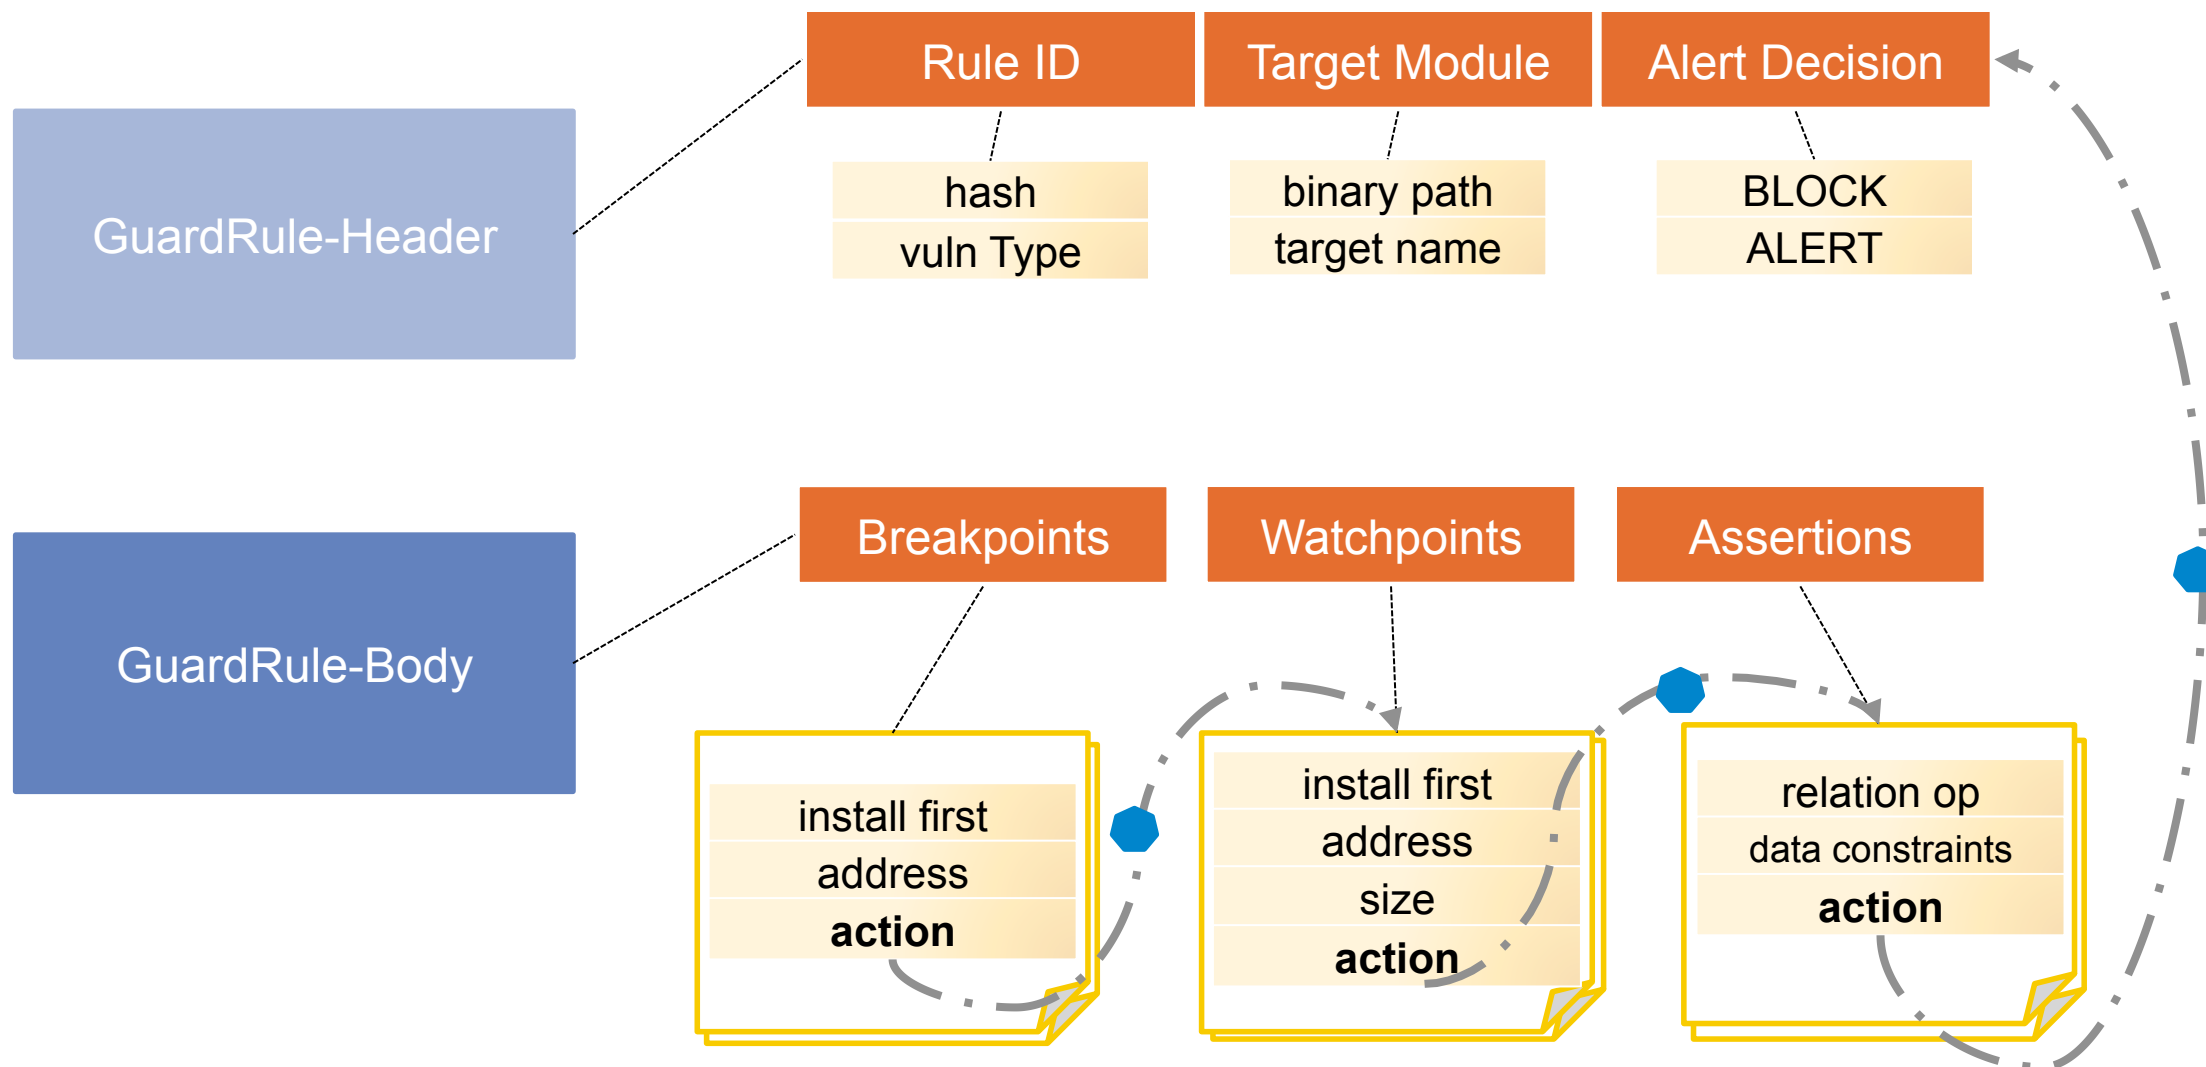 Rule ID
Target Module
Alert Decision
GuardRule-Header
hash
vuln Type
binary path
target name
BLOCK
ALERT
Breakpoints
Watchpoints
Assertions
GuardRule-Body
install first
address
action
install first
address
size
action
relation op
data constraints
action